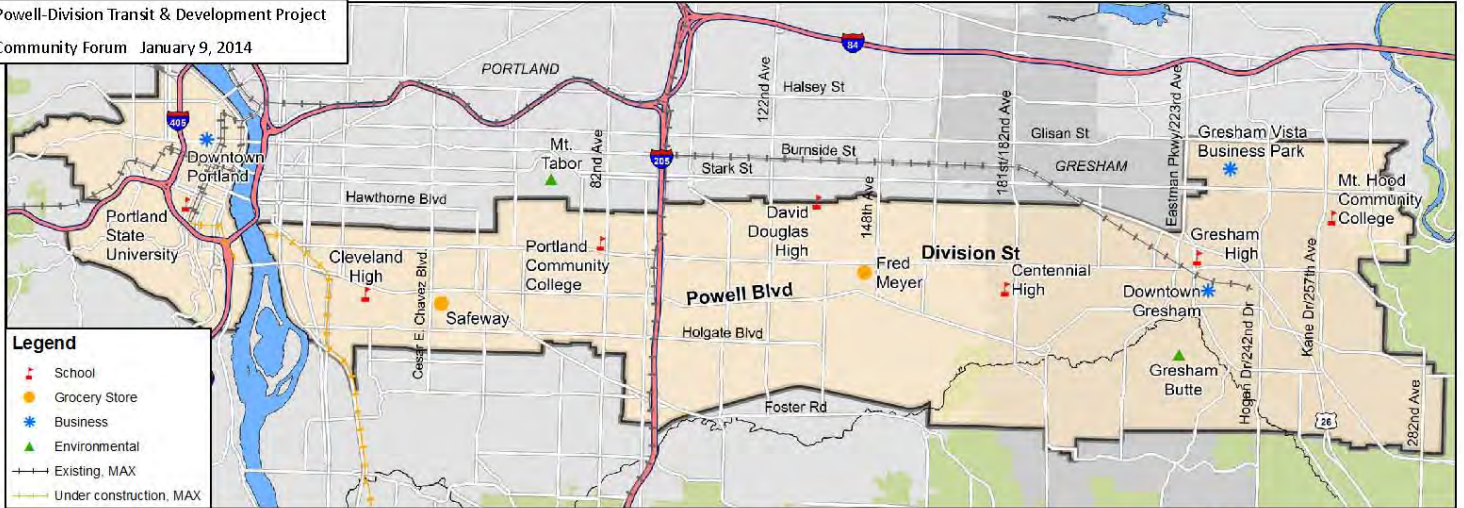 Powell-Division Transit & Development Project
Community Forum January 9, 2014
84
PORTLAND
122nd Ave
Halsey St
Eastman Pkwy/223rd Ave
405
181st/182nd Ave
Glisan St
Gresham Vista
Business Park
Mt.
Tabor
82nd Ave
205
Burnside St
Stark St
GRESHAM
Downtown
Portland
Mt. Hood
Community
College
Hawthorne Blvd
148th Ave
Portland
State
University
David
Douglas
High
Cleveland
High
Cesar E. Chavez Blvd
Portland
Community
College
Division St
Gresham
High
Kane Dr/257th Ave
Fred
Meyer
Centennial
High
Powell Blvd
Downtown
Gresham
Safeway
Holgate Blvd
Hogan Dr/242nd Dr
Gresham
Butte
Foster Rd
26
282nd Ave
Legend
School
Grocery Store
Business
Environmental
Existing, MAX
Under construction, MAX